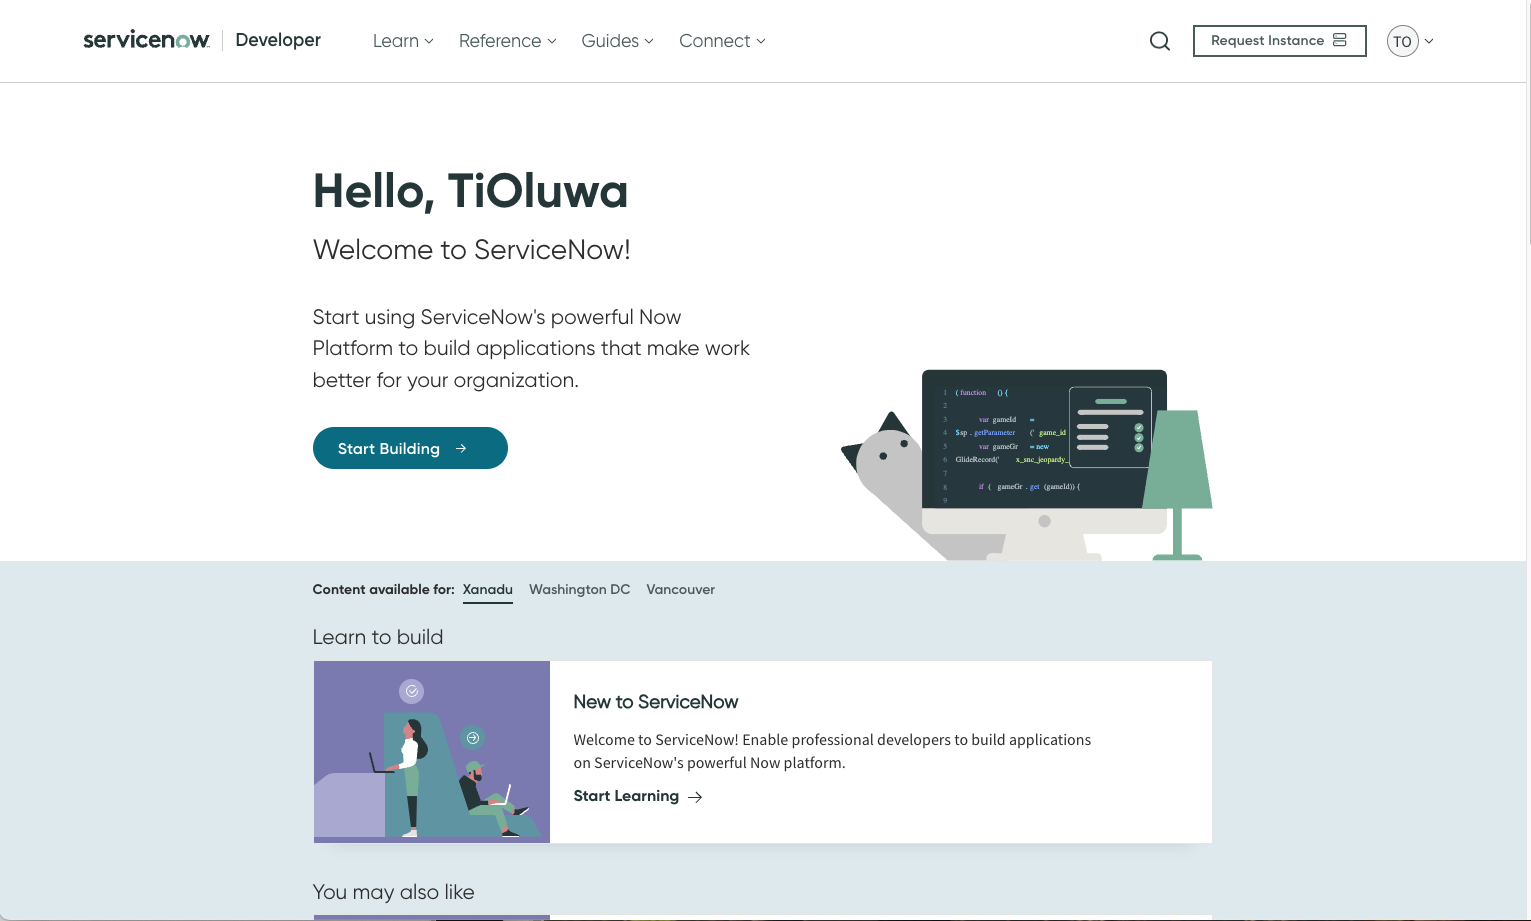 servicenow Developer Learn Reference Guides Connect Request Instance TO
Hello, TiOluwa
Welcome to ServiceNow!
Start using ServiceNow's powerful Now
Platform to build applications that make work
better for your organization.
Start Building
1 ( function () {
2
3 var gameId =
4 $sp . getParameter (' game_id
5 var gameGr = new
6 GlideRecord(' x_snc_jeopardy_
7
8 if ( gameGr . get (gameId)) {
9
Content available for: Xanadu Washington DC Vancouver
Learn to build
New to ServiceNow
Welcome to ServiceNow! Enable professional developers to build applications
on ServiceNow's powerful Now platform.
Start Learning
You may also like